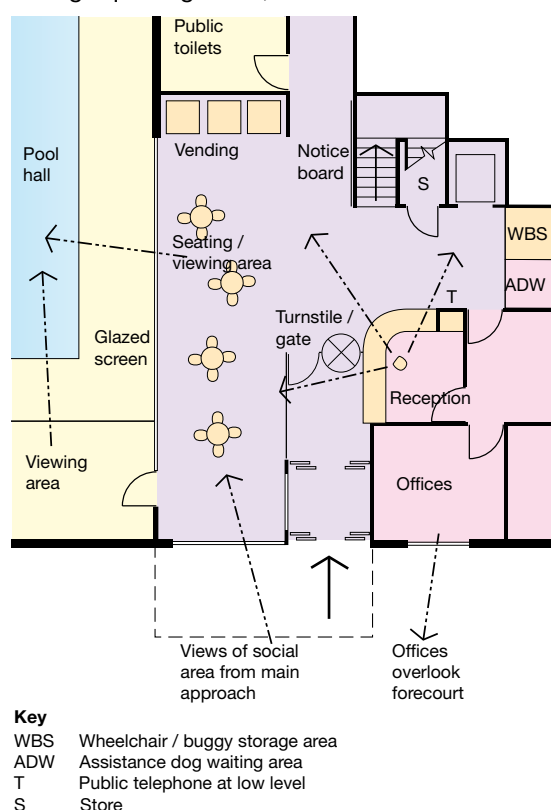 Public
toilets
Pool
hall
Vending
Notice
board
S
WBS
Seating /
viewing area
ADW
T
Turnstile /
gate
Glazed
screen
Reception
Viewing
area
Offices
Views of social
area from main
approach
Offices
overlook
forecourt
Key
WBS Wheelchair / buggy storage area
ADW Assistance dog waiting area
T Public telephone at low level
S Store